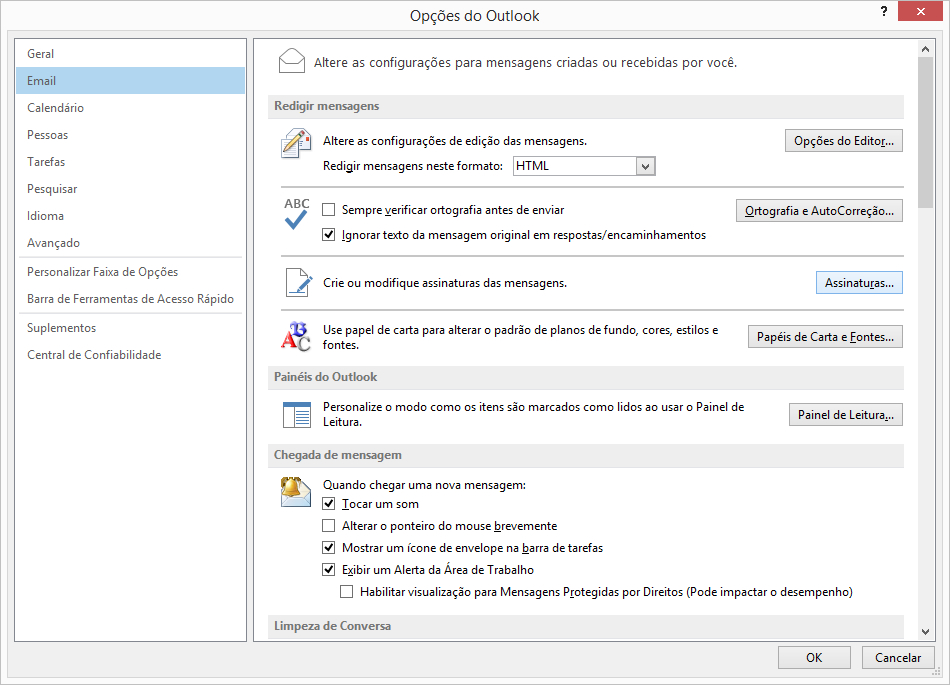 Opções do Outlook
?
Geral
Email
Calendário
Pessoas
Tarefas
Pesquisar
Idioma
Avançado
Personalizar Faixa de Opções
Barra de Ferramentas de Acesso Rápido
Suplementos
Central de Confiabilidade
Altere as configurações para mensagens criadas ou recebidas por você.
Redigir mensagens
Altere as configurações de edição das mensagens.
Opções do Editor...
Redigir mensagens neste formato: HTML
ABC
Sempre verificar ortografia antes de enviar
Ortografia e AutoCorreção...
Ignorar texto da mensagem original em respostas/encaminhamentos
Crie ou modifique assinaturas das mensagens.
Assinaturas...
ABC
Use papel de carta para alterar o padrão de planos de fundo, cores, estilos e
fontes.
Papéis de Carta e Fontes...
Painéis do Outlook
Personalize o modo como os itens são marcados como lidos ao usar o Painel de
Leitura.
Painel de Leitura...
Chegada de mensagem
Quando chegar uma nova mensagem:
Tocar um som
Alterar o ponteiro do mouse brevemente
Mostrar um ícone de envelope na barra de tarefas
Exibir um Alerta da Área de Trabalho
Habilitar visualização para Mensagens Protegidas por Direitos (Pode impactar o desempenho)
Limpeza de Conversa
OK
Cancelar